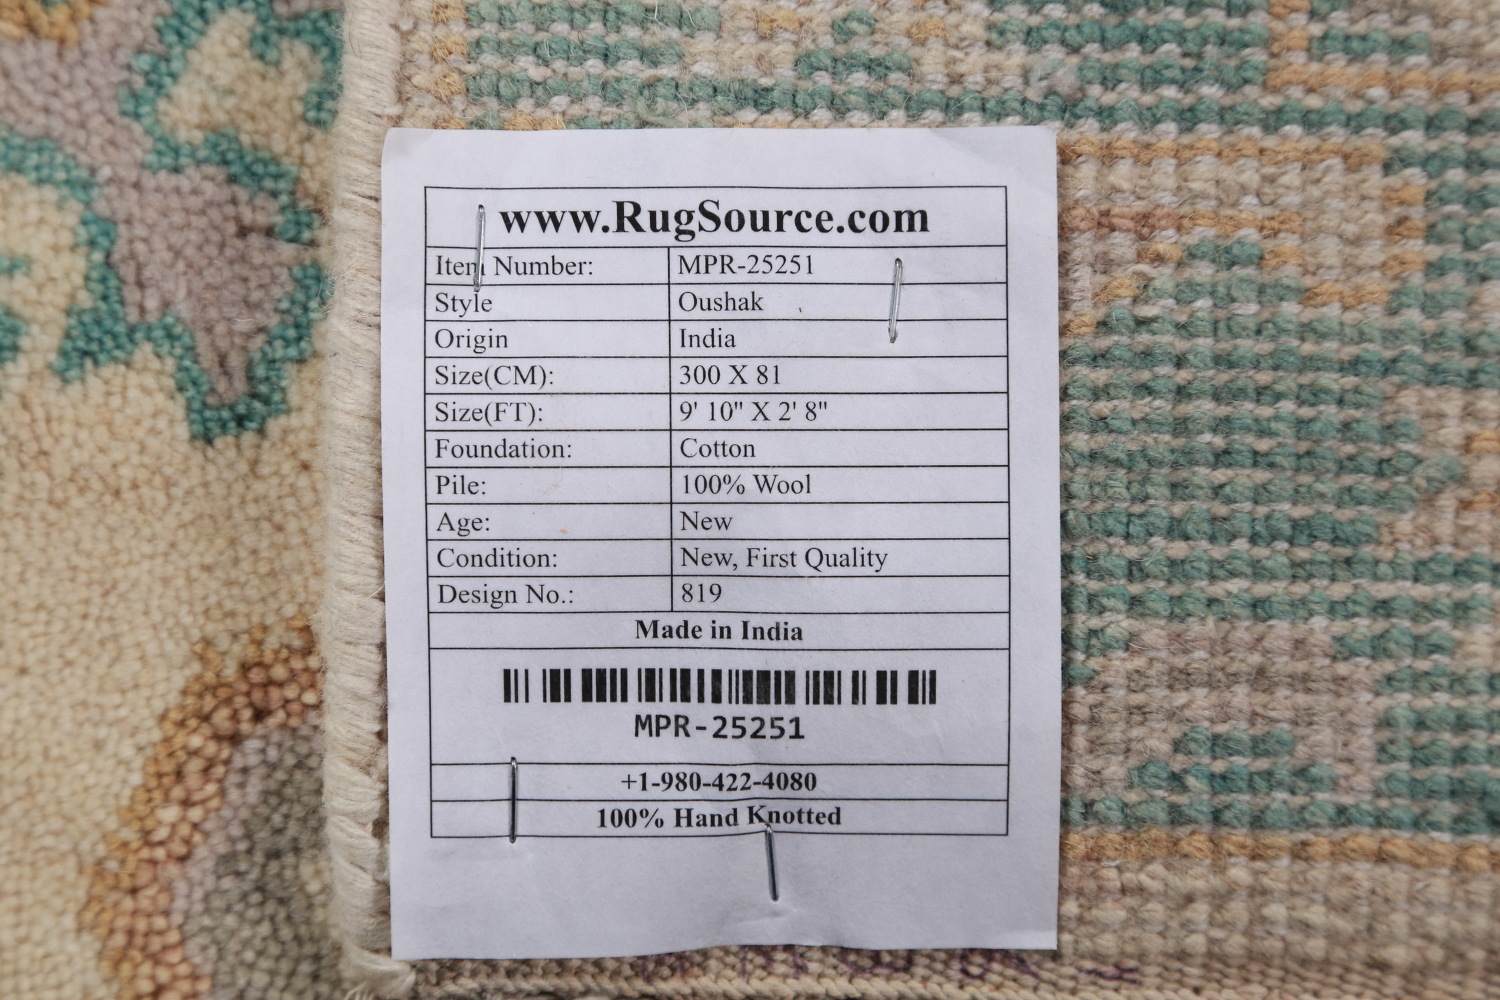 www.RugSource.com
Item Number: MPR-25251
Style Oushak
Origin India
Size(CM): 300 X 81
Size(FT): 9' 10" X 2' 8"
Foundation: Cotton
Pile: 100% Wool
Age: New
Condition: New, First Quality
Design No.: 819
Made in India
MPR-25251
+1-980-422-4080
100% Hand Knotted